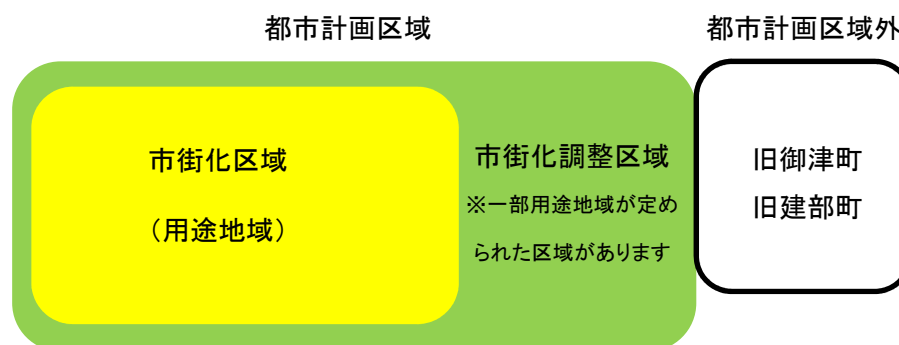 都市計画区域
都市計画区域外
市街化区域
（用途地域）
市街化調整区域
※一部用途地域が定め
られた区域があります
旧御津町
旧建部町